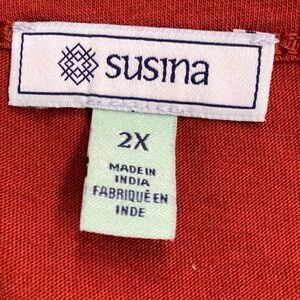 susina
2X
MADE IN
INDIA
FABRIQUÉ EN
INDE